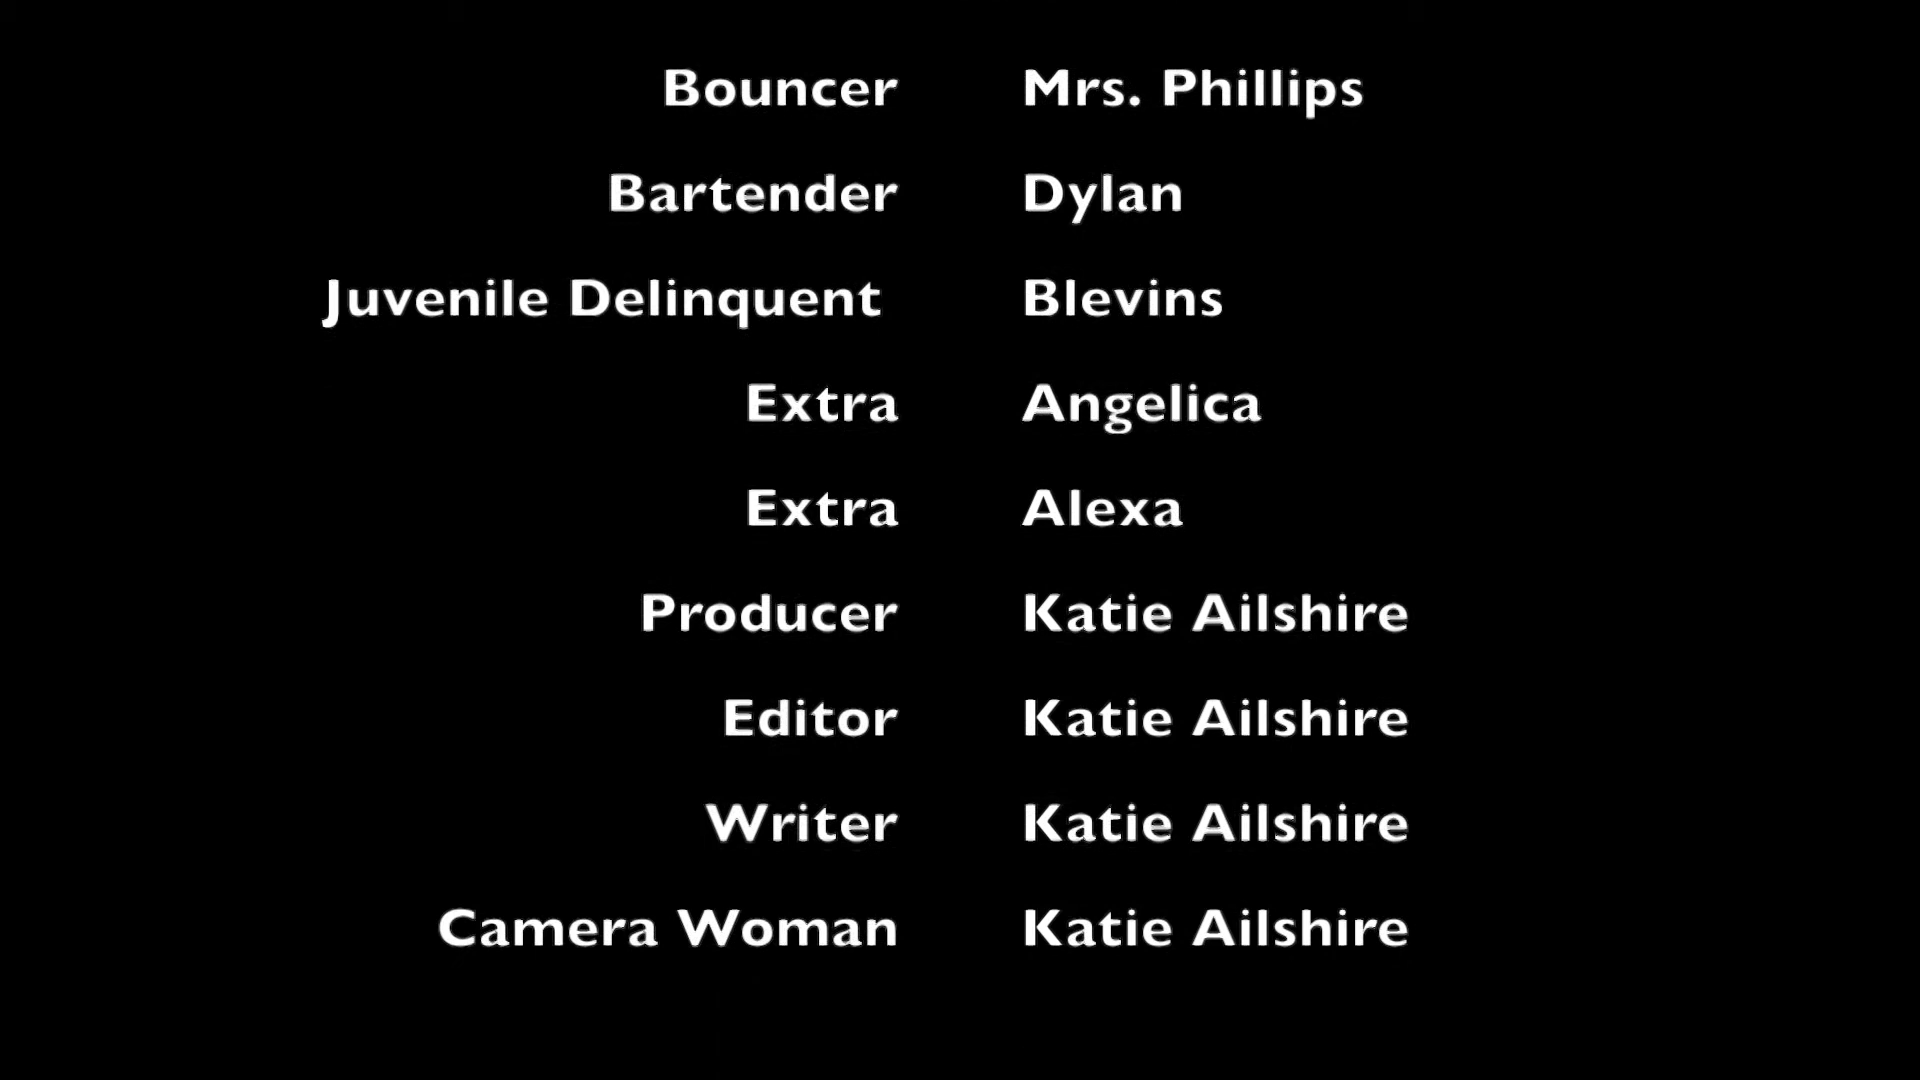 Bouncer Mrs. Phillips
Bartender Dylan
Juvenile Delinquent Blevins
Extra Angelica
Extra Alexa
Producer Katie Ailshire
Editor Katie Ailshire
Writer Katie Ailshire
Camera Woman Katie Ailshire